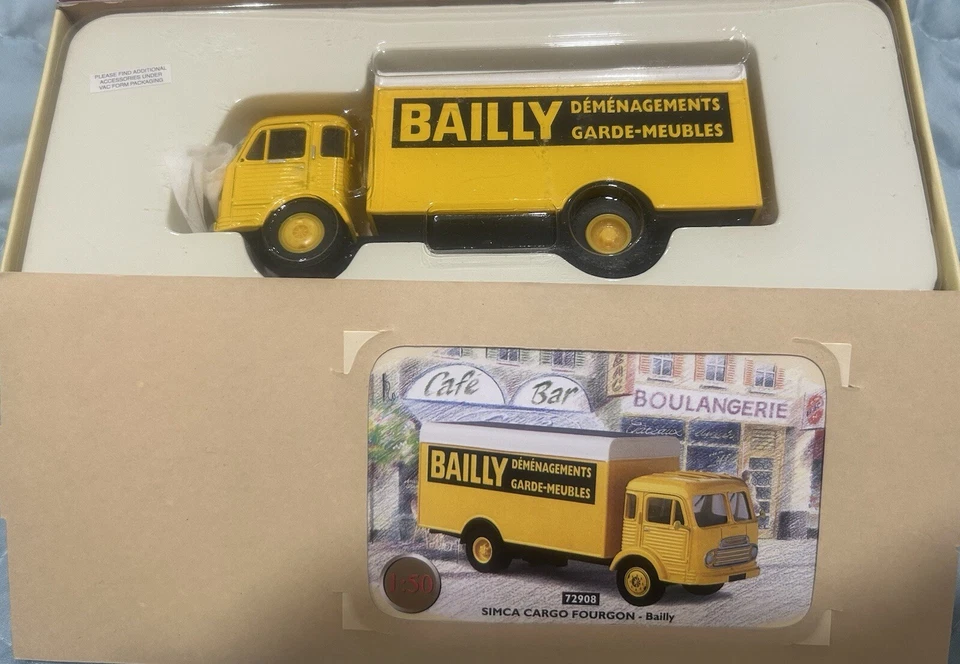 PLEASE FIND ADDITIONAL
ACCESSORIES UNDER
VAC FORM PACKAGING
BAILLY DÉMÉNAGEMENTS
GARDE-MEUBLES
Cafe
Bar
BOULANGERIE
BAILLY DÉMÉNAGEMENTS
GARDE-MEUBLES
1:50
72908
SIMCA CARGO FOURGON - Bailly